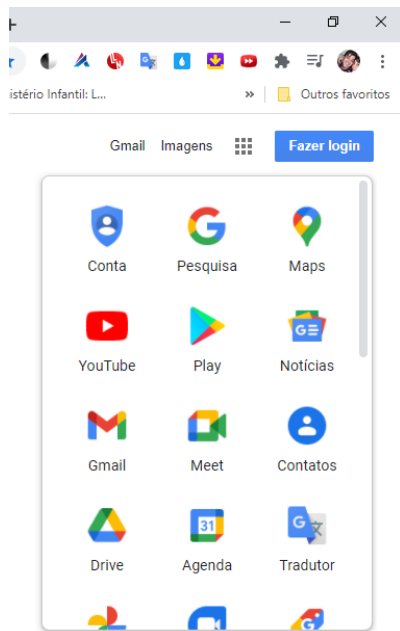 istério Infantil: L...
»
Outros favoritos
Gmail Imagens Fazer login
Conta Pesquisa Maps
YouTube Play Notícias
Gmail Meet Contatos
31
Drive Agenda Tradutor